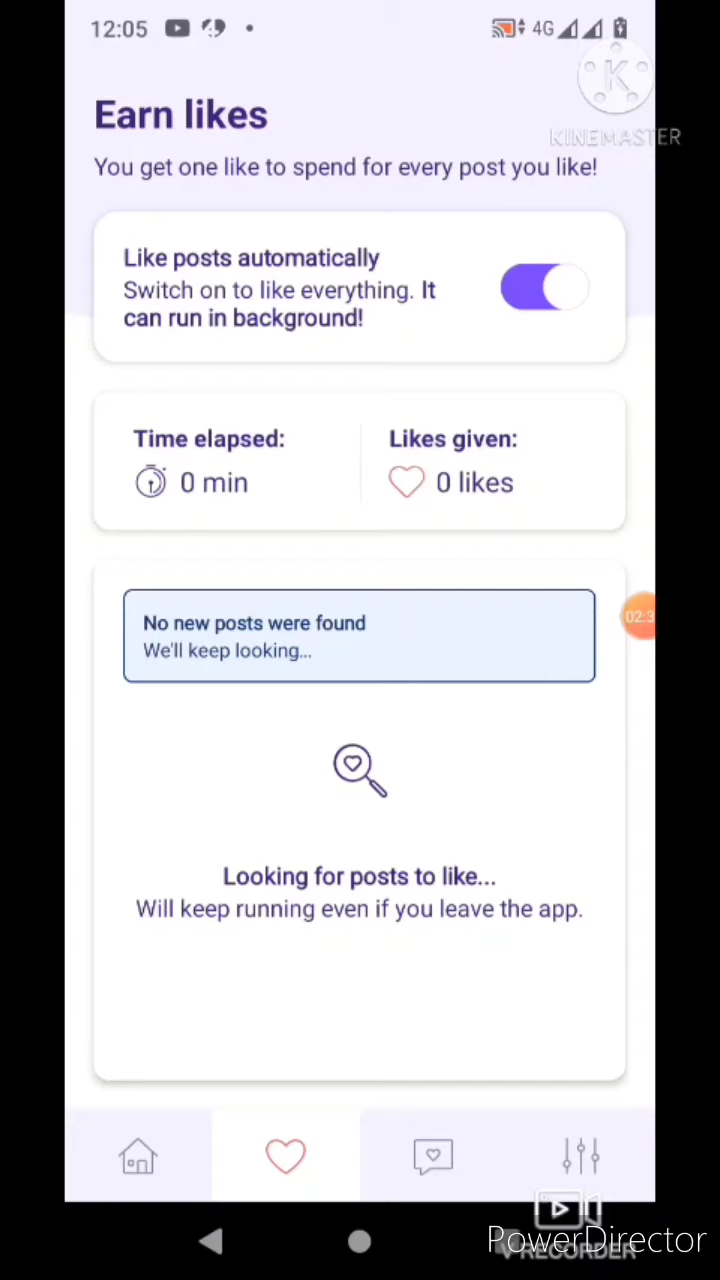 12:05
4G
K
KINEMASTER
Earn likes
You get one like to spend for every post you like!
Like posts automatically
Switch on to like everything. It
can run in background!
Time elapsed:
Likes given:
0 min
0 likes
No new posts were found
We'll keep looking...
02:3
Looking for posts to like...
Will keep running even if you leave the app.
PowerDirector
V RECORDER